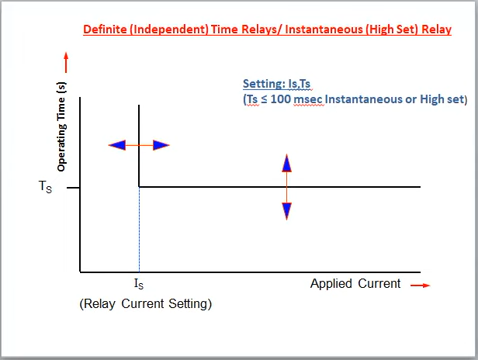 Definite (Independent) Time Relays/ Instantaneous (High Set) Relay
Setting: Is,Ts
(Ts ≤ 100 msec Instantaneous or High set)
Operating Time (s)
TS
IS
Applied Current
(Relay Current Setting)